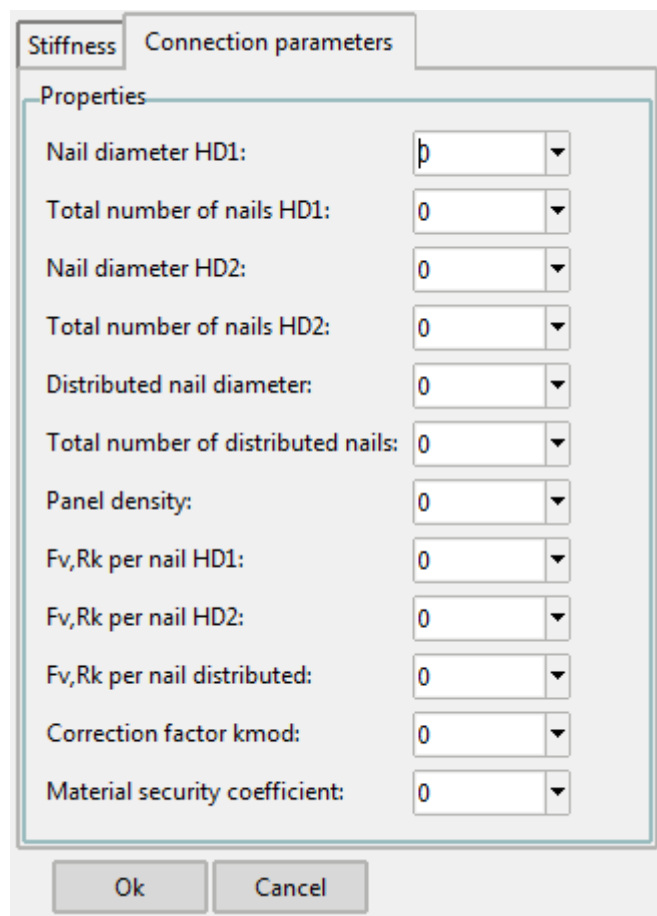 Stiffness Connection parameters
Properties
Nail diameter HD1: 0
Total number of nails HD1: 0
Nail diameter HD2: 0
Total number of nails HD2: 0
Distributed nail diameter: 0
Total number of distributed nails: 0
Panel density: 0
Fv,Rk per nail HD1: 0
Fv,Rk per nail HD2: 0
Fv,Rk per nail distributed: 0
Correction factor kmod: 0
Material security coefficient: 0
Ok Cancel